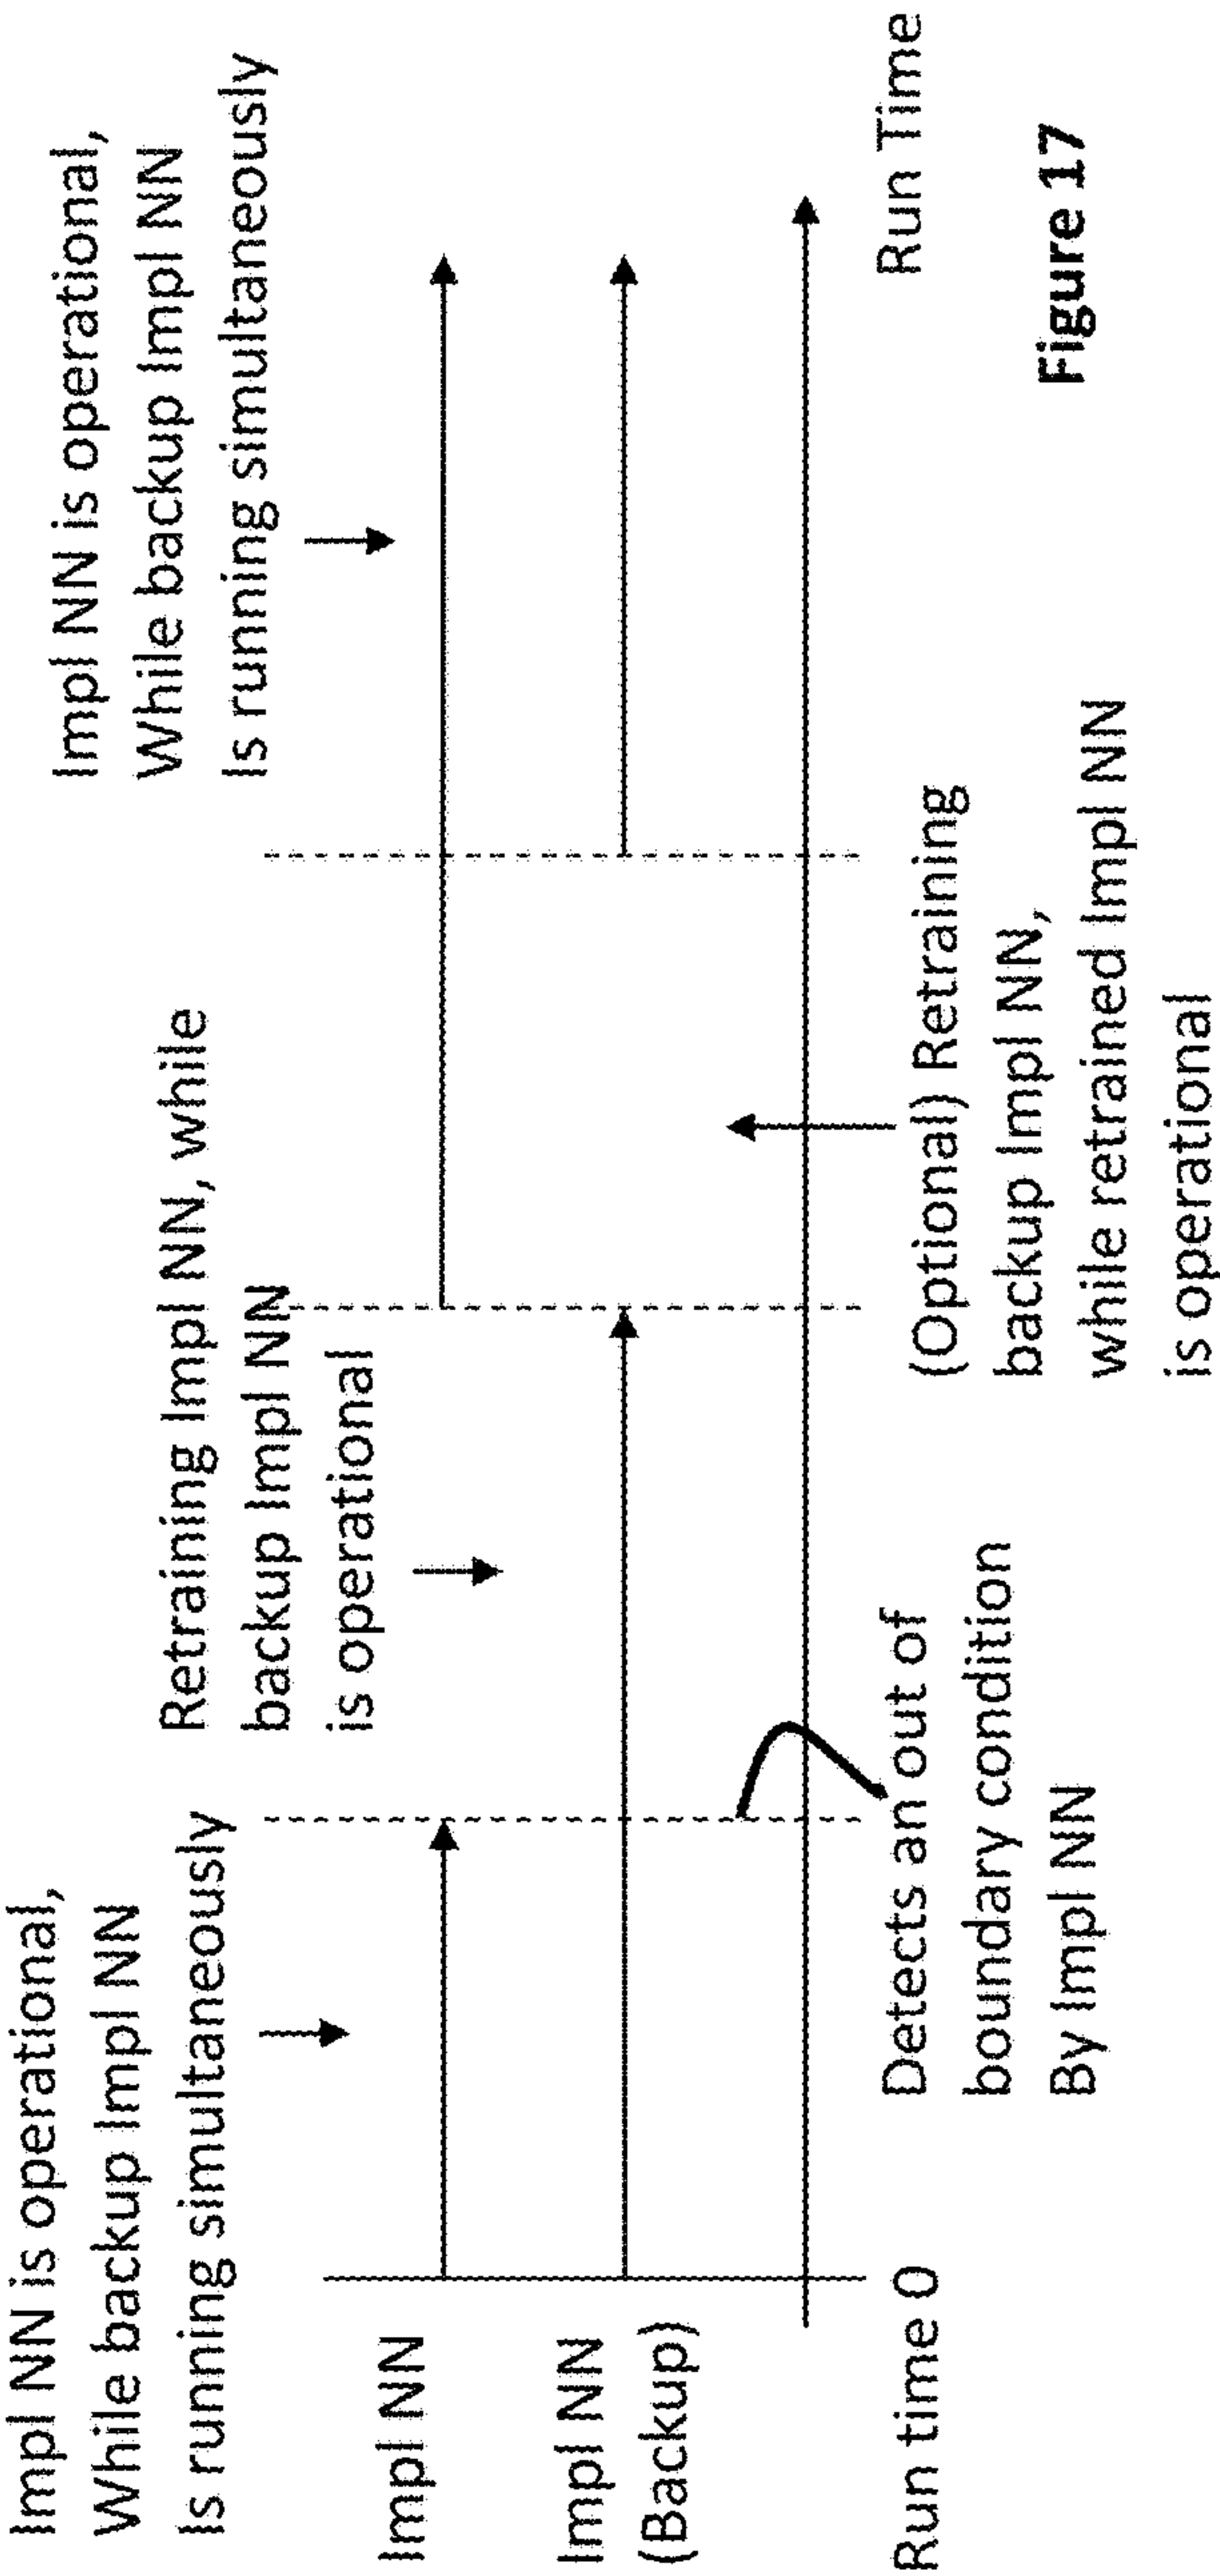 Impl NN is operational,
While backup Impl NN
Is running simultaneously
Retraining Impl NN, while
backup Impl NN
is operational
Impl NN is operational,
While backup Impl NN
Is running simultaneously
Impl NN
Impl NN
(Backup)
Run time 0
Detects an out of
boundary condition
By Impl NN
(Optional) Retraining
backup Impl NN,
while retrained Impl NN
is operational
Run Time
Figure 17